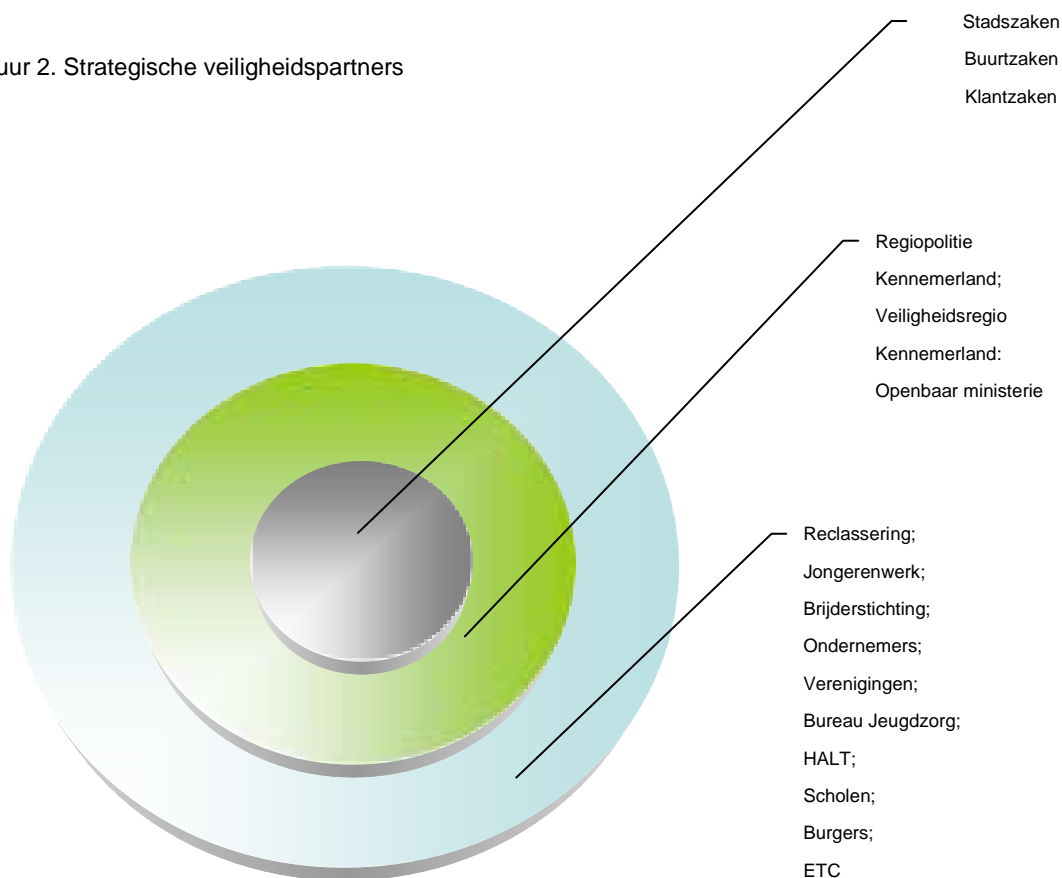 uur 2. Strategische veiligheidspartners
Stadszaken
Buurtzaken
Klantzaken
Regiopolitie
Kennemerland;
Veiligheidsregio
Kennemerland:
Openbaar ministerie
Reclassering;
Jongerenwerk;
Brijderstichting;
Ondernemers;
Verenigingen;
Bureau Jeugdzorg;
HALT;
Scholen;
Burgers;
ETC